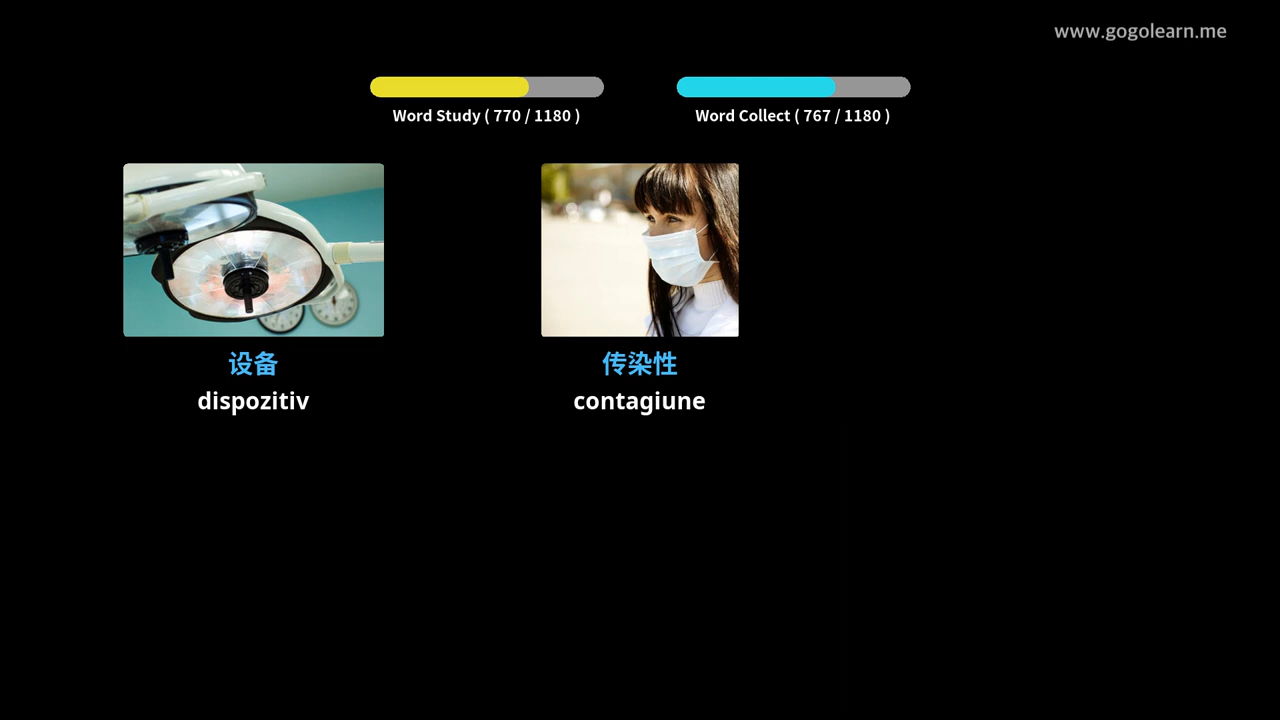 www.gogolearn.me
Word Study ( 770 / 1180 )
Word Collect ( 767 / 1180 )
设备
dispozitiv
传染性
contagiune